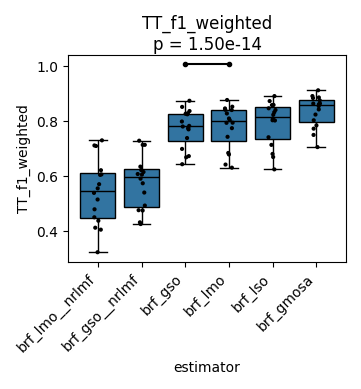 TT_f1_weighted
p = 1.50e-14
TT_f1_weighted
1.0
0.8
0.6
0.4
brf_lmo__nrlmf
brf_gso__nrlmf
brf_gso
brf_lmo
brf_lso
brf_gmosa
estimator